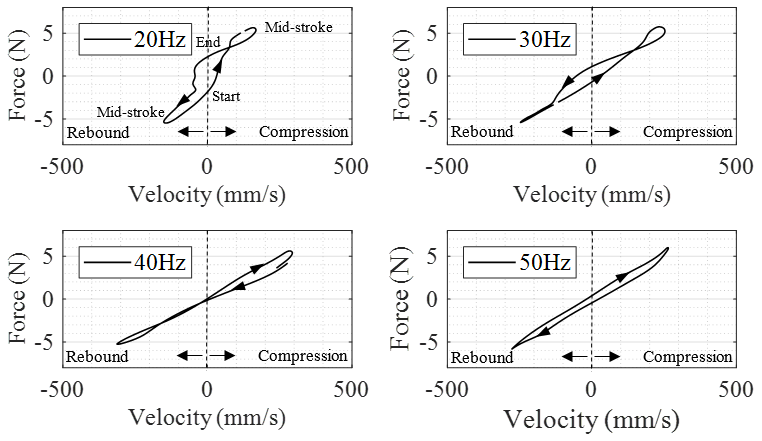 Force (N)
5
0
-5
20Hz
End
Mid-stroke
Start
Mid-stroke
Rebound
Compression
-500
0
500
Velocity (mm/s)
Force (N)
5
0
-5
30Hz
Rebound
Compression
-500
0
500
Velocity (mm/s)
Force (N)
5
0
-5
40Hz
Rebound
Compression
-500
0
500
Velocity (mm/s)
Force (N)
5
0
-5
50Hz
Rebound
Compression
-500
0
500
Velocity (mm/s)